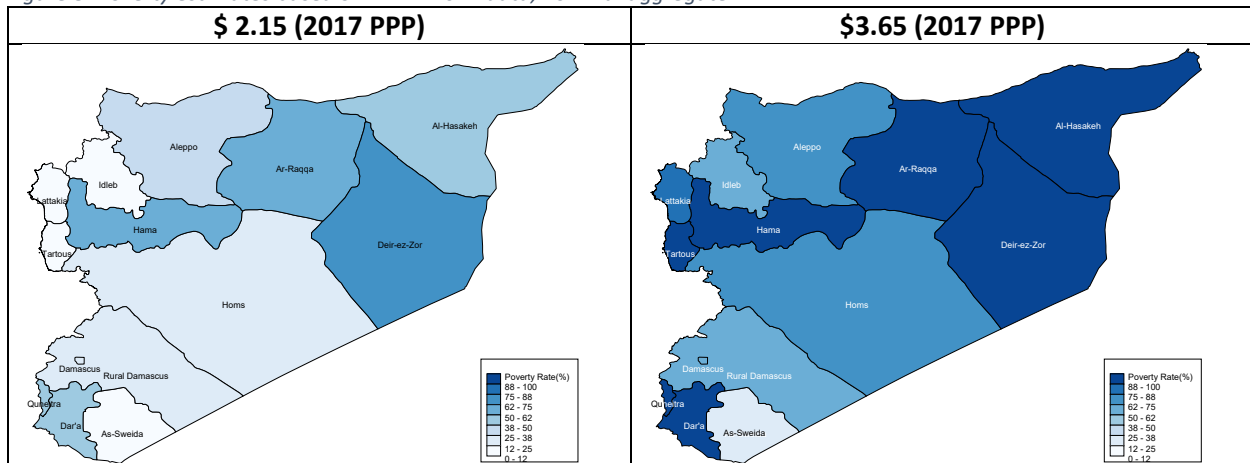 $ 2.15 (2017 PPP)
$3.65 (2017 PPP)
Al-Hasakeh
Aleppo
Ar-Raqqa
Idleb
Lattakia
Hama
Deir-ez-Zor
Tartous
Homs
Damascus
Rural Damascus
Quneitra
Dar'a
As-Sweida
Poverty Rate(%)
88 - 100
75 - 88
62 - 75
50 - 62
38 - 50
25 - 38
12 - 25
0 - 12
Al-Hasakeh
Aleppo
Ar-Raqqa
Idleb
Lattakia
Hama
Deir-ez-Zor
Tartous
Homs
Damascus
Rural Damascus
Quneitra
Dar'a
As-Sweida
Poverty Rate(%)
88 - 100
75 - 88
62 - 75
50 - 62
38 - 50
25 - 38
12 - 25
0 - 12